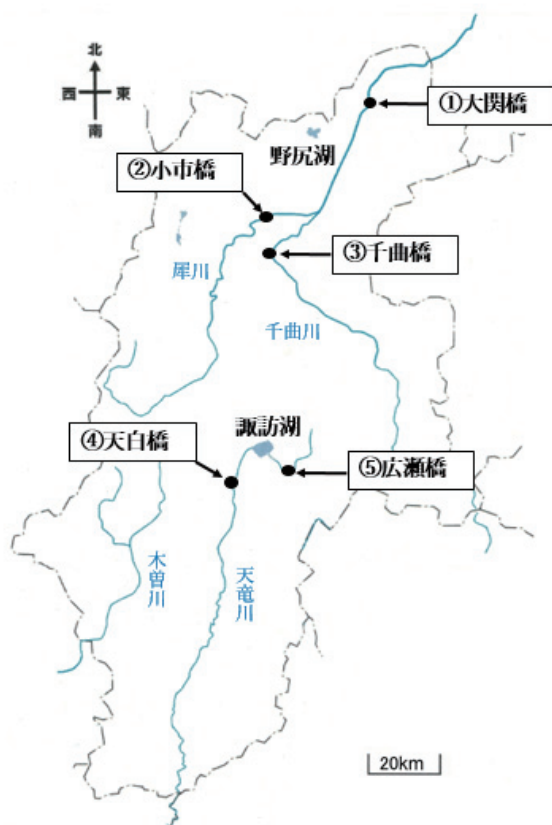 北
西 東
南
①大関橋
野尻湖
②小市橋
③千曲橋
犀川
千曲川
諏訪湖
④天白橋
⑤広瀬橋
木曽川
天竜川
20km